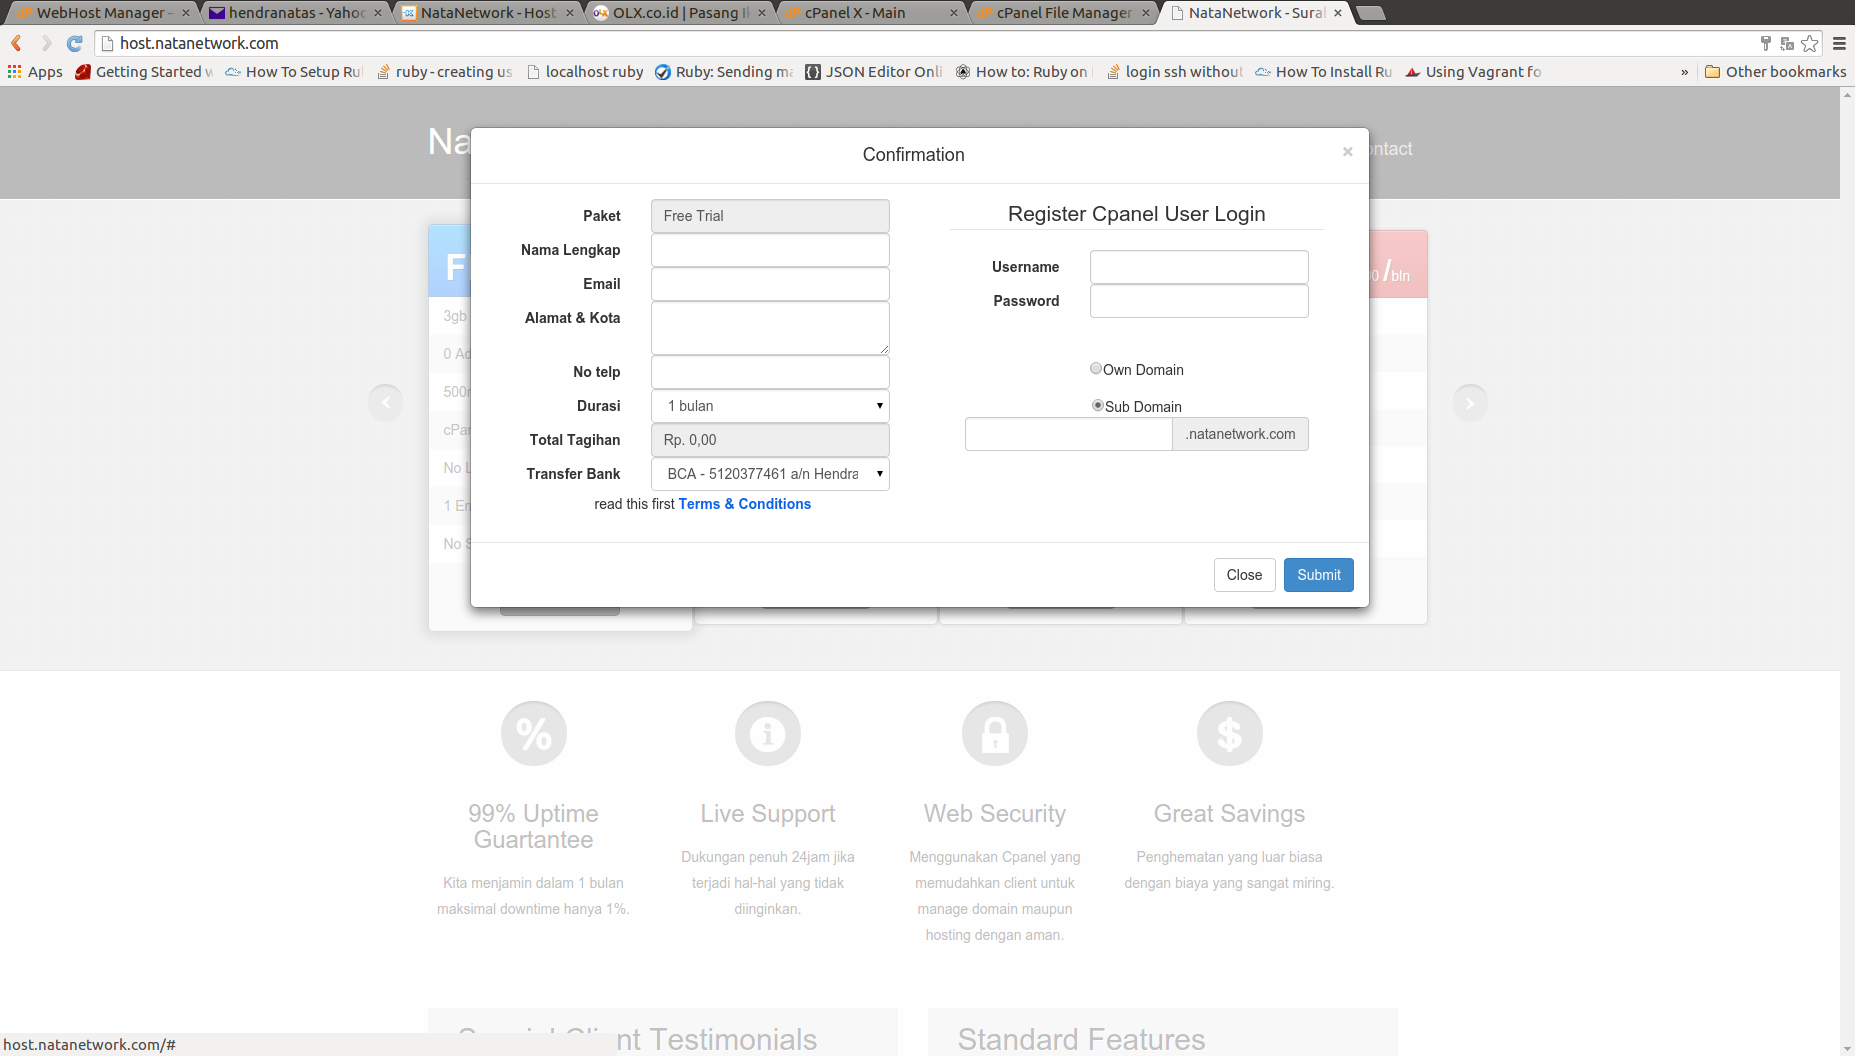 WebHost Manager -
hendranatas - Yahoo
NataNetwork - Host
OLX.co.id | Pasang
cPanel X - Main
cPanel File Manager
NataNetwork - Sural
host.natanetwork.com
Apps
Getting Started
How To Setup Ru
ruby - creating us
localhost ruby
Ruby: Sending ma
JSON Editor Onli
How to: Ruby on
login ssh without
How To Install Ru
Using Vagrant fo
»
Other bookmarks
Na
ontact
Confirmation
×
Paket
Free Trial
Nama Lengkap
Email
Alamat & Kota
No telp
Durasi
1 bulan
Total Tagihan
Rp. 0,00
Transfer Bank
BCA - 5120377461 a/n Hendra
read this first Terms & Conditions
Register Cpanel User Login
Username
Password
Own Domain
Sub Domain
.natanetwork.com
Close
Submit
F
3gb
0 Ad
500m
cPan
No L
1 Em
No S
0 /bln
99% Uptime
Guartantee
Kita menjamin dalam 1 bulan
maksimal downtime hanya 1%.
Live Support
Dukungan penuh 24jam jika
terjadi hal-hal yang tidak
diinginkan.
Web Security
Menggunakan Cpanel yang
memudahkan client untuk
manage domain maupun
hosting dengan aman.
Great Savings
Penghematan yang luar biasa
dengan biaya yang sangat miring.
Special Client Testimonials
Standard Features
host.natanetwork.com/#